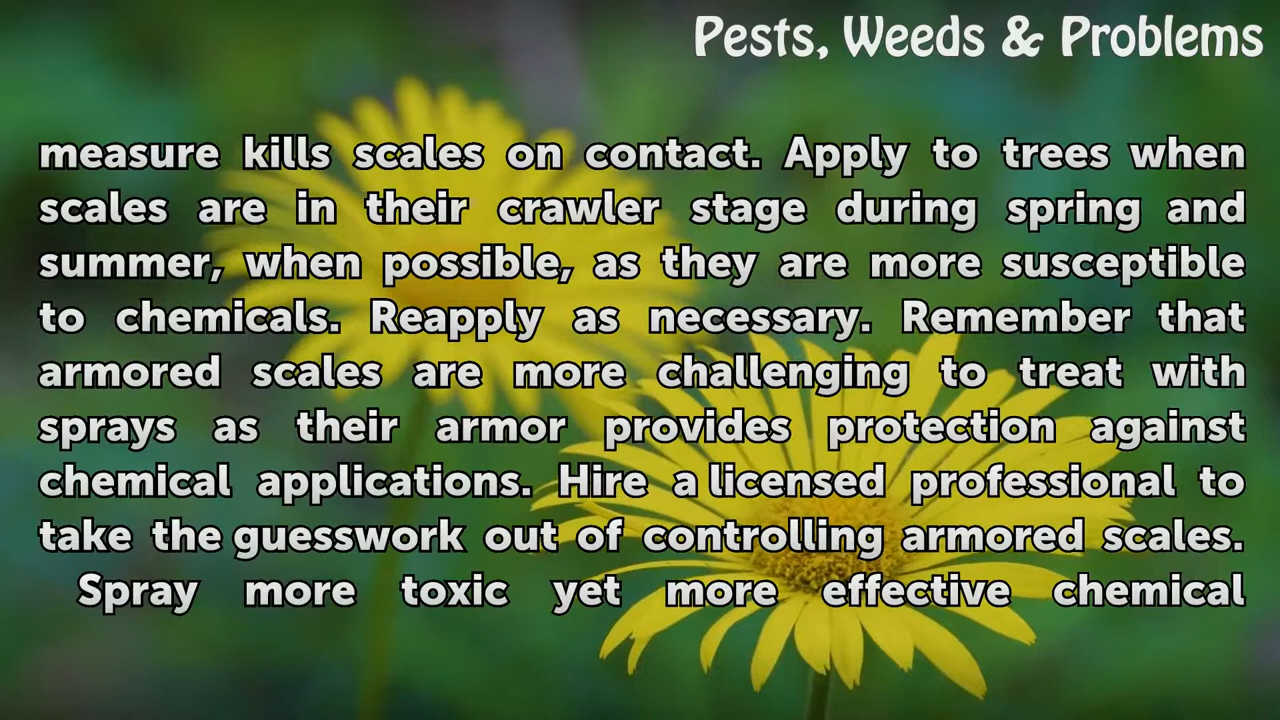 Pests, Weeds & Problems
measure kills scales on contact. Apply to trees when
scales are in their crawler stage during spring and
summer, when possible, as they are more susceptible
to chemicals. Reapply as necessary. Remember that
armored scales are more challenging to treat with
sprays as their armor provides protection against
chemical applications. Hire a licensed professional to
take the guesswork out of controlling armored scales.
Spray more toxic yet more effective chemical